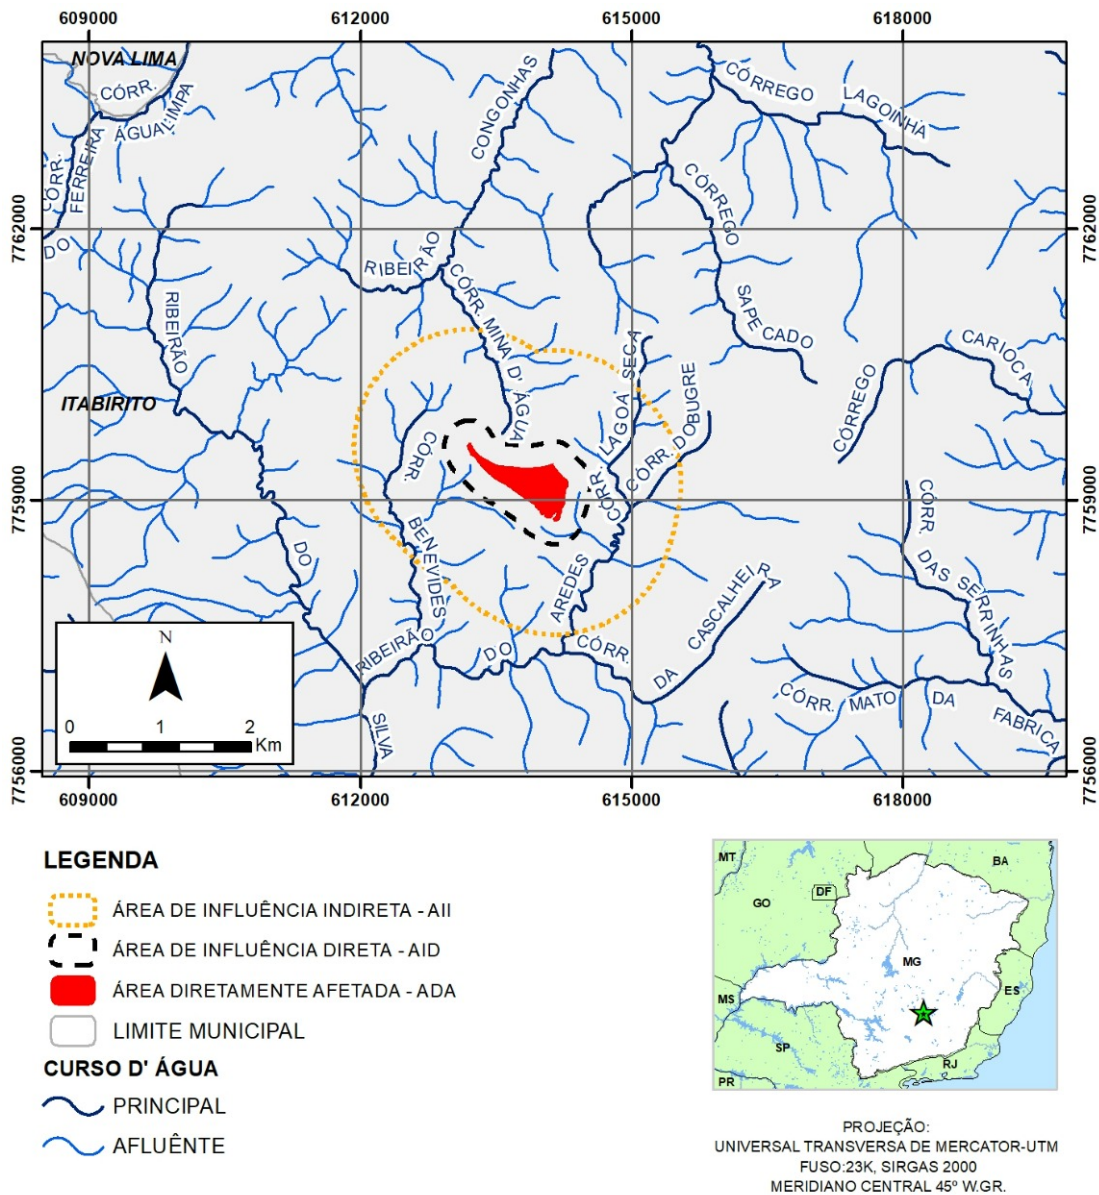 609000 612000 615000 618000
NOVA LIMA
CÓRR.
ÁGUA LIMPA
CÓRR.
FERREIRA
CONGONHAS
CÓRREGO LAGOINHA
CÓRREGO
SAPECADO
7762000 7762000
DO
RIBEIRÃO
RIBEIRÃO
CÓRR. MINA D' ÁGUA
CÓRR. LAGOA SECA
CÓRR. DO BUGRE
CÓRREGO CARIOCA
ITABIRITO
CÓRR.
BENEVIDES
7759000 7759000
CÓRR.
AREDES
CÓRR.
DAS SERRINHAS
DO
RIBEIRÃO DO
CÓRR.
DA CASCALHEIRA
CÓRR. MATO DA FABRICA
SILVA
N
0 1 2
Km
7756000 7756000
609000 612000 615000 618000
LEGENDA
ÁREA DE INFLUÊNCIA INDIRETA - AII
ÁREA DE INFLUÊNCIA DIRETA - AID
ÁREA DIRETAMENTE AFETADA - ADA
LIMITE MUNICIPAL
CURSO D' ÁGUA
PRINCIPAL
AFLUÊNTE
MT
BA
GO
DF
MG
MS
ES
SP
RJ
PR
PROJEÇÃO:
UNIVERSAL TRANSVERSA DE MERCATOR-UTM
FUSO:23K, SIRGAS 2000
MERIDIANO CENTRAL 45º W.GR.